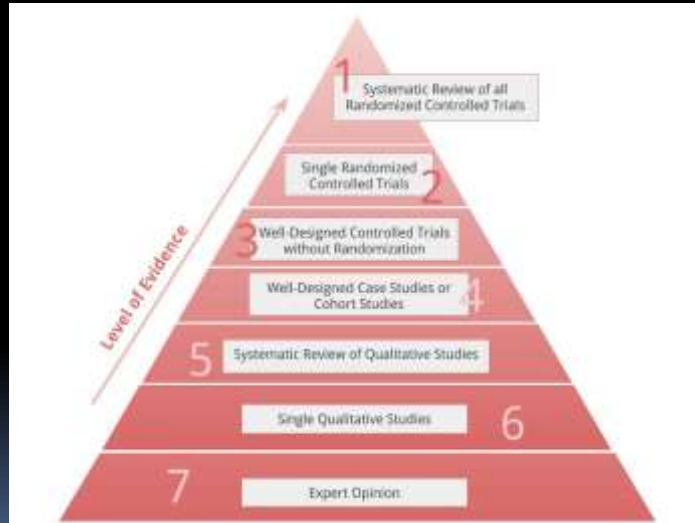 1
Systematic Review of all
Randomized Controlled Trials
Single Randomized
Controlled Trials
2
3
Well-Designed Controlled Trials
without Randomization
Well-Designed Case Studies or
Cohort Studies
4
5
Systematic Review of Qualitative Studies
Single Qualitative Studies
6
7
Expert Opinion
Level of Evidence